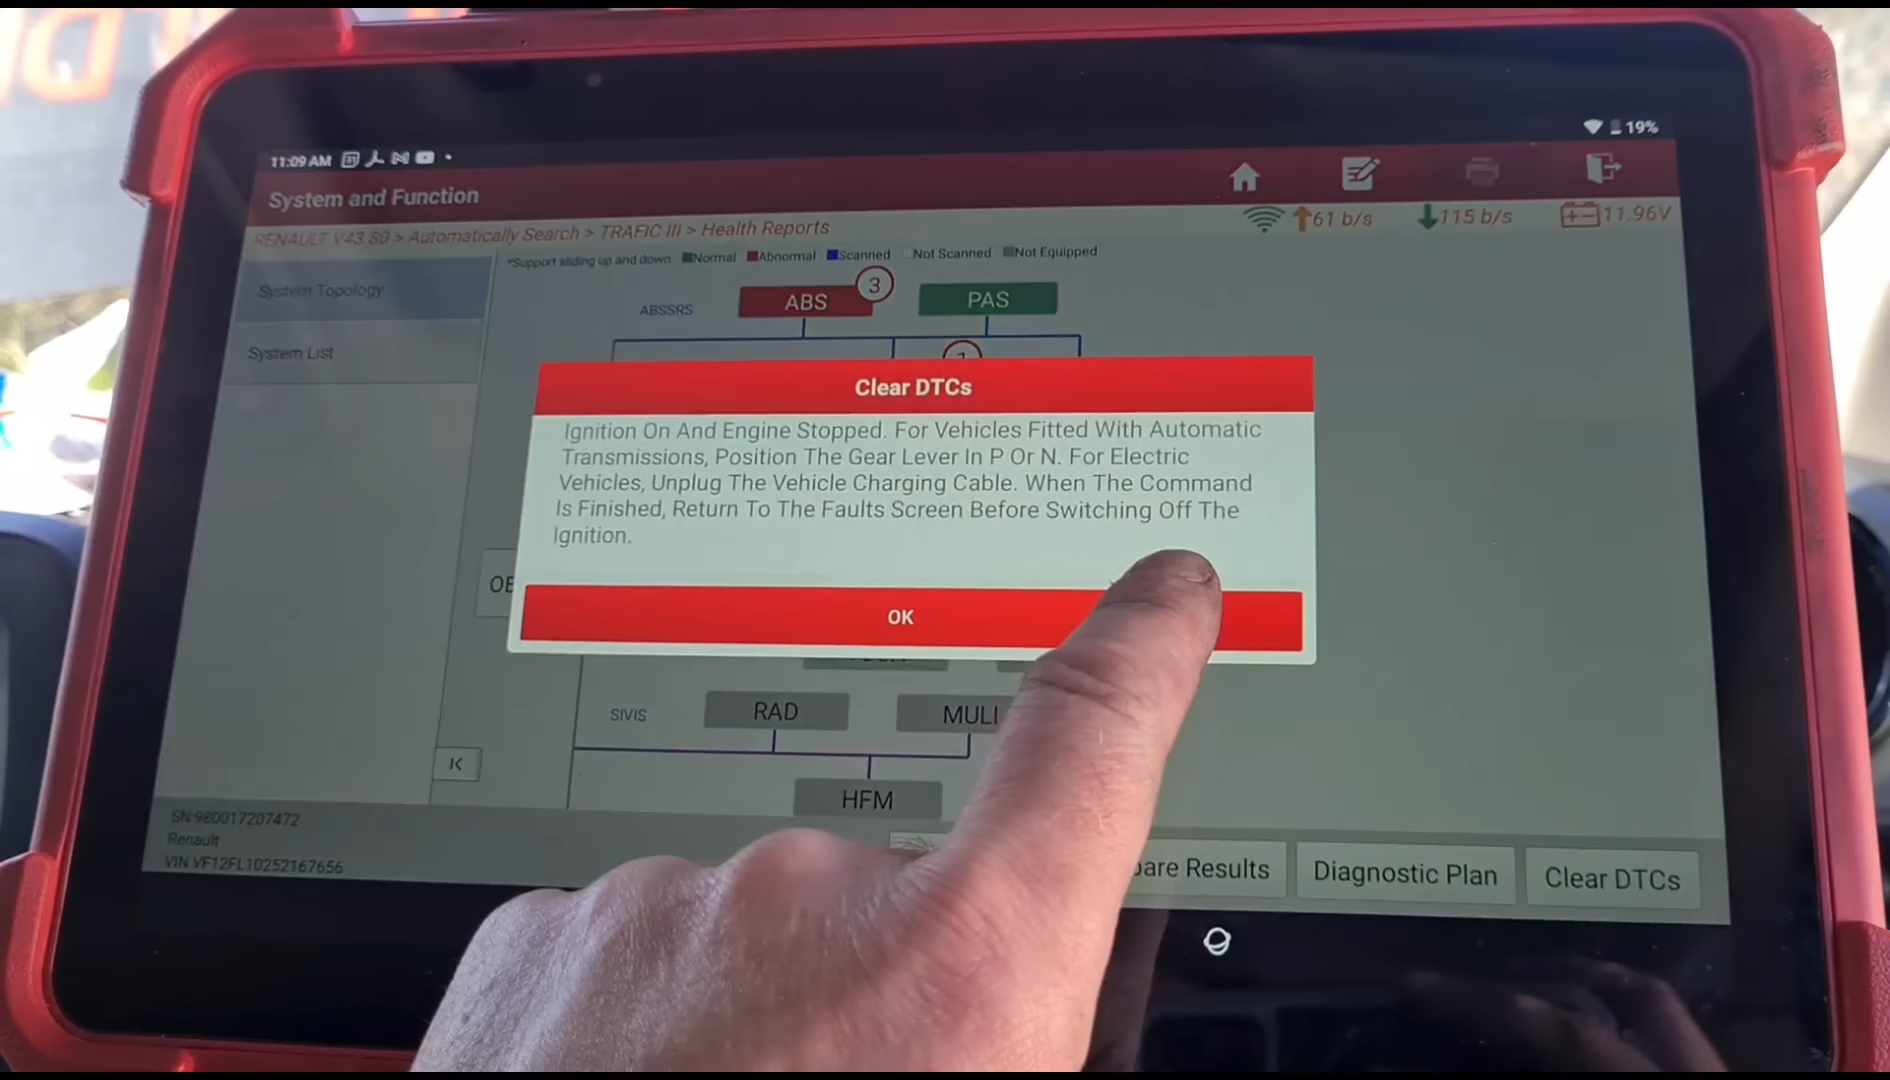 19%
11:09 AM
System and Function
RENAULT V43.80 > Automatically Search > TRAFIC III > Health Reports
61 b/s
115 b/s
11.96V
System Topology
System List
*Support sliding up and down
Normal
Abnormal
Scanned
Not Scanned
Not Equipped
ABSSRS
ABS
3
PAS
1
Clear DTCs
Ignition On And Engine Stopped. For Vehicles Fitted With Automatic
Transmissions, Position The Gear Lever In P Or N. For Electric
Vehicles, Unplug The Vehicle Charging Cable. When The Command
Is Finished, Return To The Faults Screen Before Switching Off The
Ignition.
OK
SIVIS
RAD
MULI
HFM
SN:980017207472
Renault
VIN VF12FL10252167656
Results
Diagnostic Plan
Clear DTCs